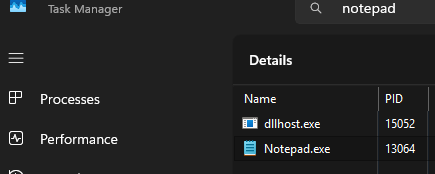 Task Manager
notepad
Details
Processes
Name
PID
dllhost.exe
15052
Performance
Notepad.exe
13064